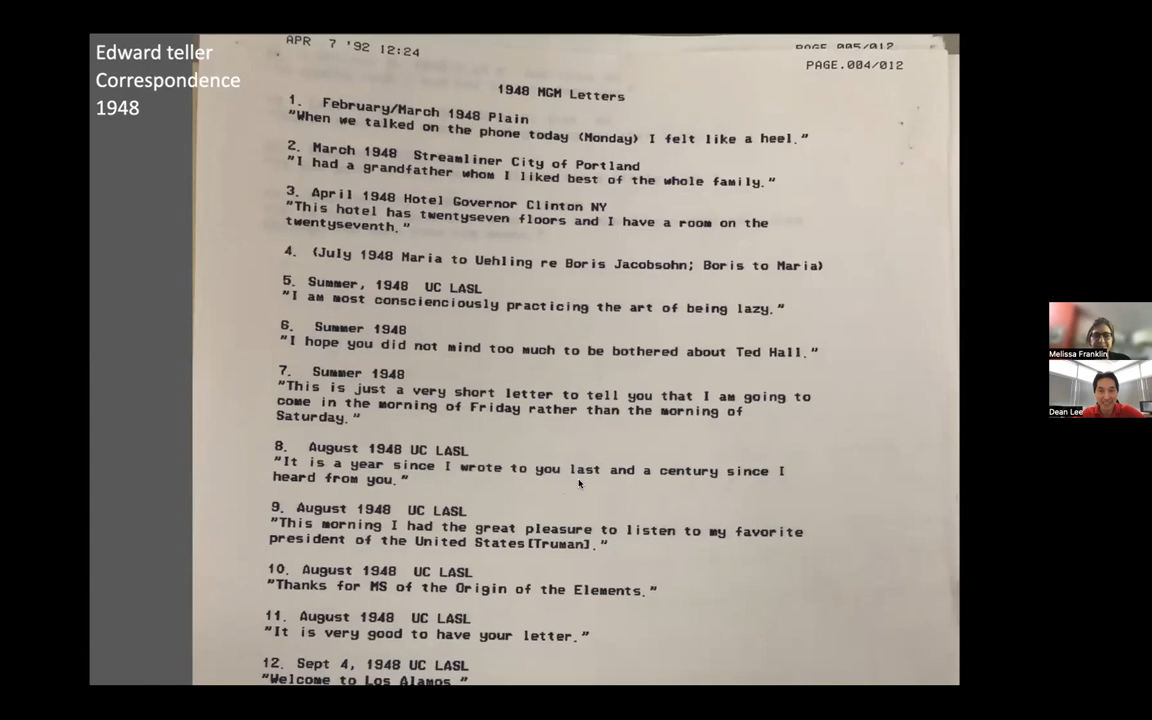 Edward teller
Correspondence
1948
APR 7 '92 12:24
PAGE.005/012
PAGE.004/012
1948 MGM Letters
1. February/March 1948 Plain
"When we talked on the phone today (Monday) I felt like a heel."
2. March 1948 Streamliner City of Portland
"I had a grandfather whom I liked best of the whole family."
3. April 1948 Hotel Governor Clinton NY
"This hotel has twentyseven floors and I have a room on the
twentyseventh."
4. (July 1948 Maria to Uehling re Boris Jacobsohn; Boris to Maria)
5. Summer, 1948 UC LASL
"I am most conscienciously practicing the art of being lazy."
6. Summer 1948
"I hope you did not mind too much to be bothered about Ted Hall."
7. Summer 1948
"This is just a very short letter to tell you that I am going to
come in the morning of Friday rather than the morning of
Saturday."
8. August 1948 UC LASL
"It is a year since I wrote to you last and a century since I
heard from you."
9. August 1948 UC LASL
"This morning I had the great pleasure to listen to my favorite
president of the United States[Truman]."
10. August 1948 UC LASL
"Thanks for MS of the Origin of the Elements."
11. August 1948 UC LASL
"It is very good to have your letter."
12. Sept 4, 1948 UC LASL
"Welcome to Los Alamos "
Melissa Franklin
Dean Lee